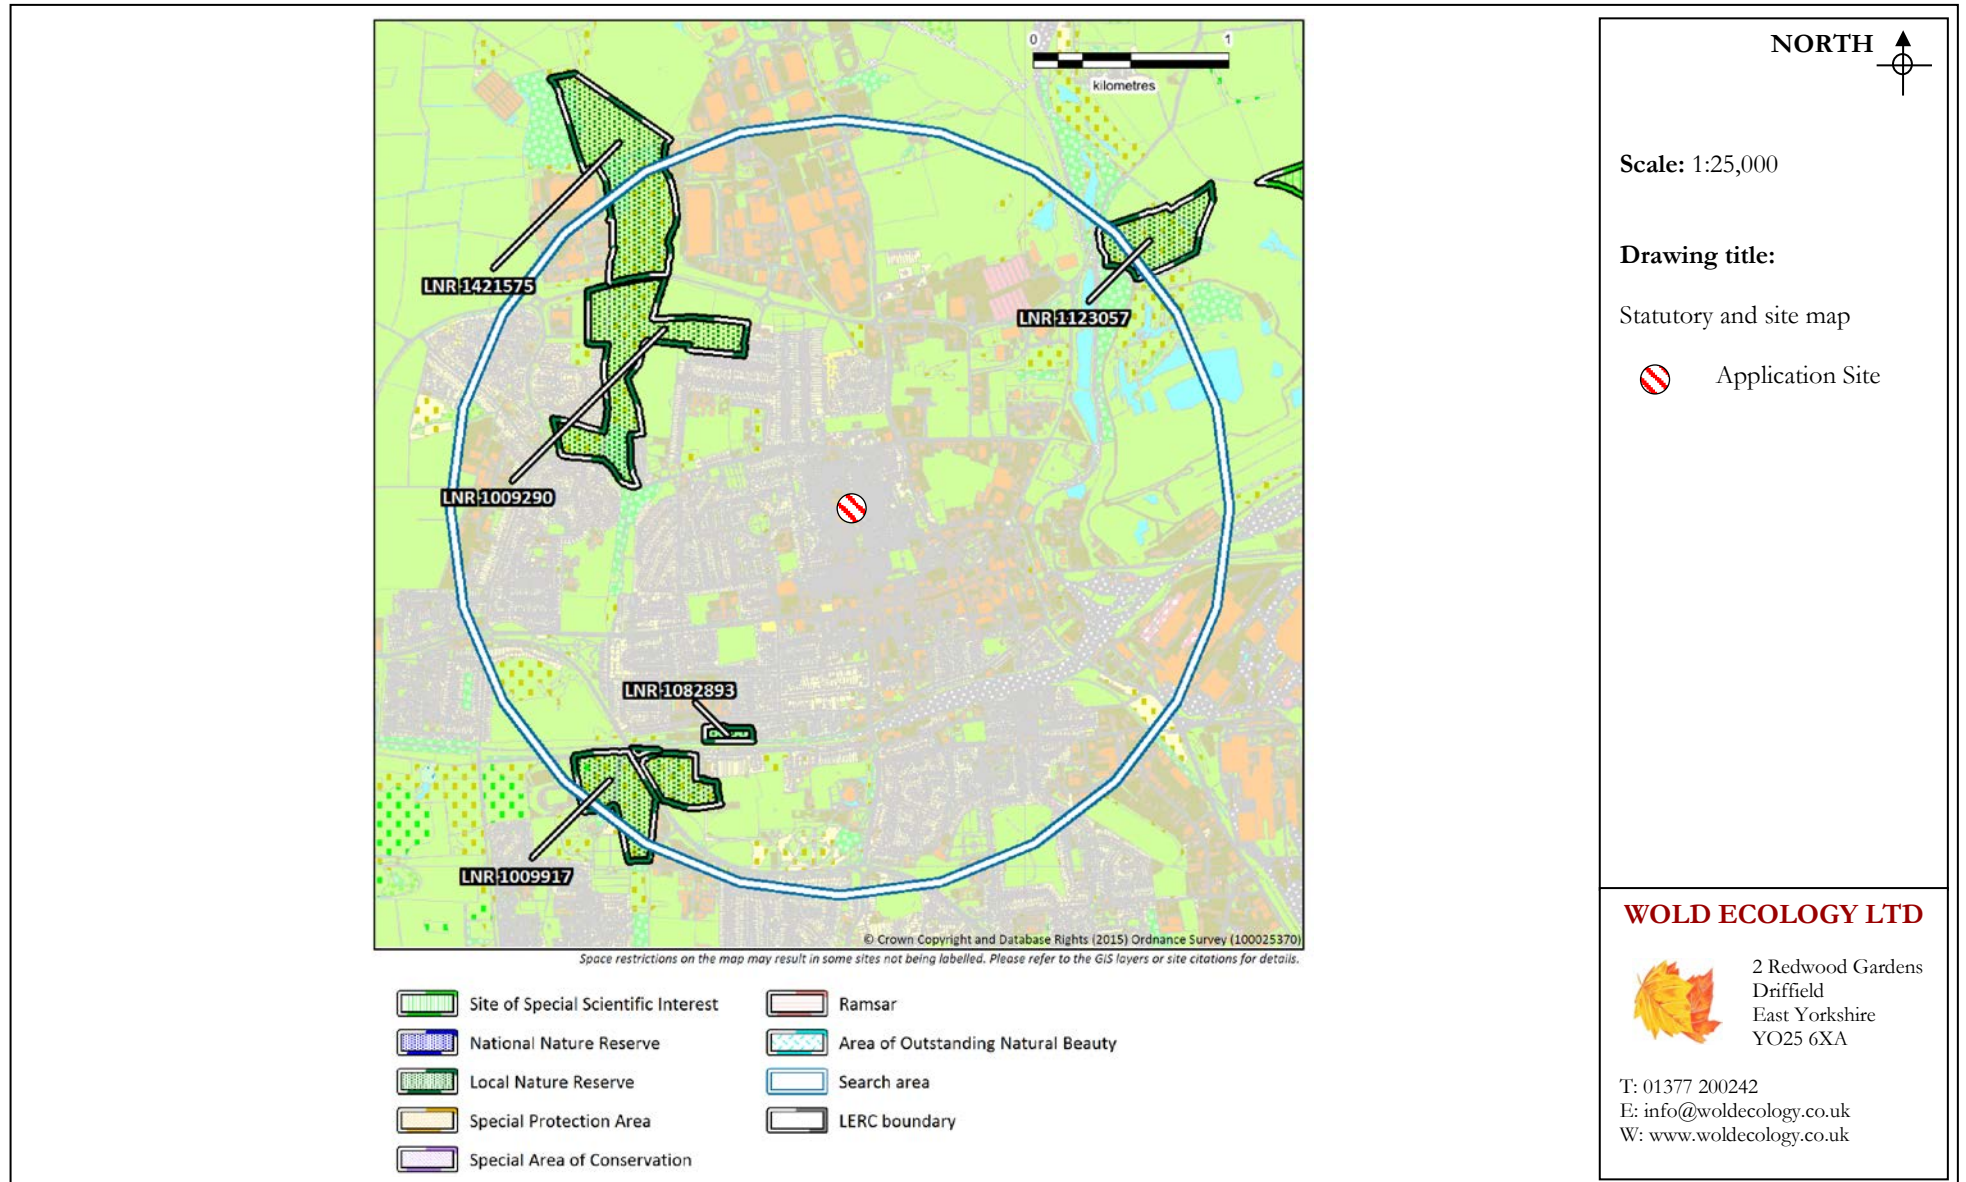 0 1
kilometres
LNR 1421575
LNR 1123057
LNR 1009290
LNR 1082893
LNR 1009917
© Crown Copyright and Database Rights (2015) Ordnance Survey (100025370)
Space restrictions on the map may result in some sites not being labelled. Please refer to the GIS layers or site citations for details.
Site of Special Scientific Interest
National Nature Reserve
Local Nature Reserve
Special Protection Area
Special Area of Conservation
Ramsar
Area of Outstanding Natural Beauty
Search area
LERC boundary
NORTH
Scale: 1:25,000
Drawing title:
Statutory and site map
Application Site
WOLD ECOLOGY LTD
2 Redwood Gardens
Driffield
East Yorkshire
YO25 6XA
T: 01377 200242
E: info@woldecology.co.uk
W: www.woldecology.co.uk